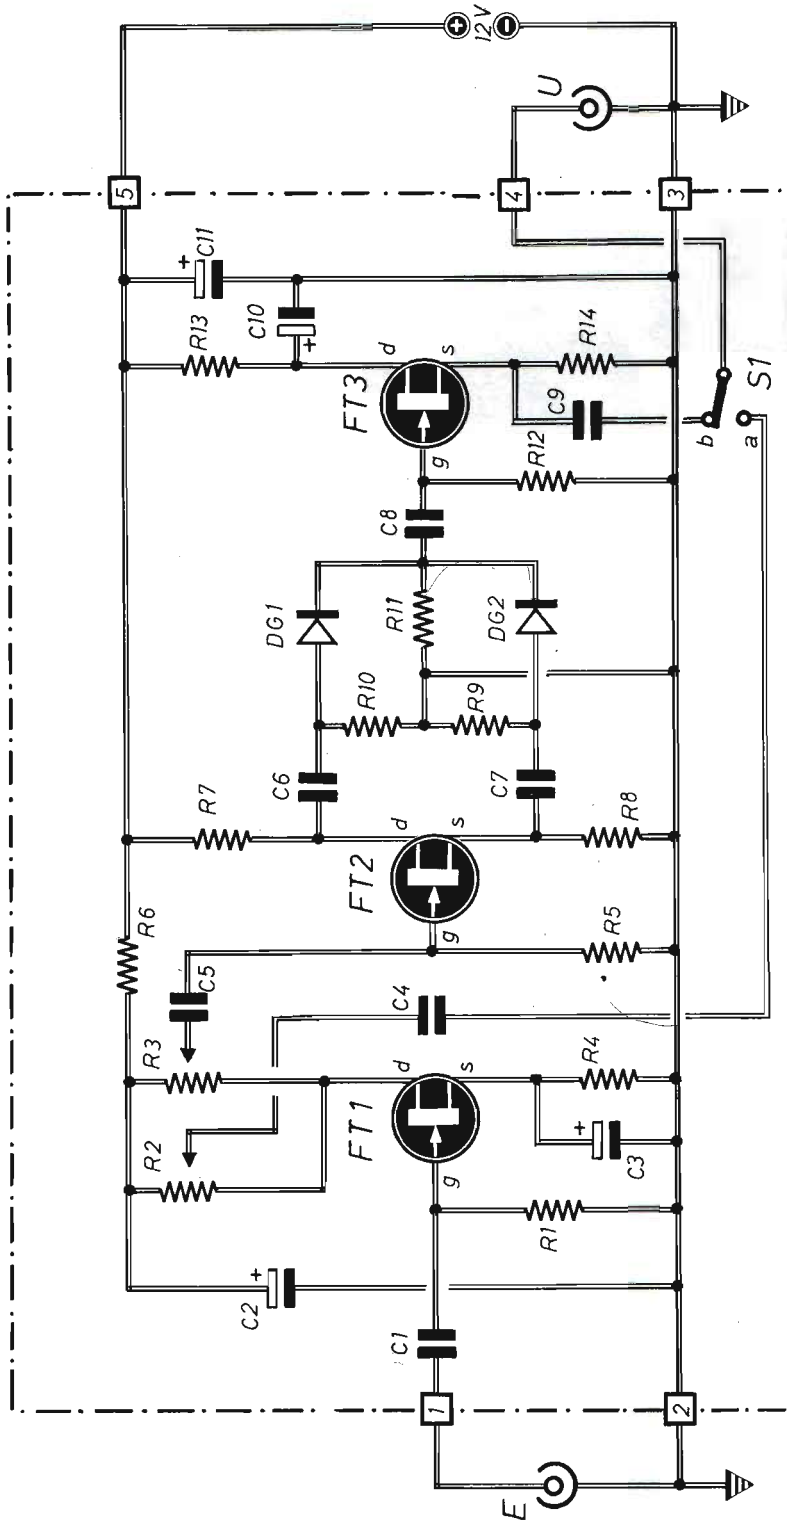 5
12 V
U
4
3
+
C11
R13
C10
+
d
s
g
FT3
R14
C9
S1
b
a
R12
C8
DG1
R11
DG2
R10
R9
C6
C7
R7
d
s
g
FT2
R8
R6
C5
R5
C4
R3
R2
d
s
g
FT1
R4
+
C3
R1
+
C2
C1
1
2
E